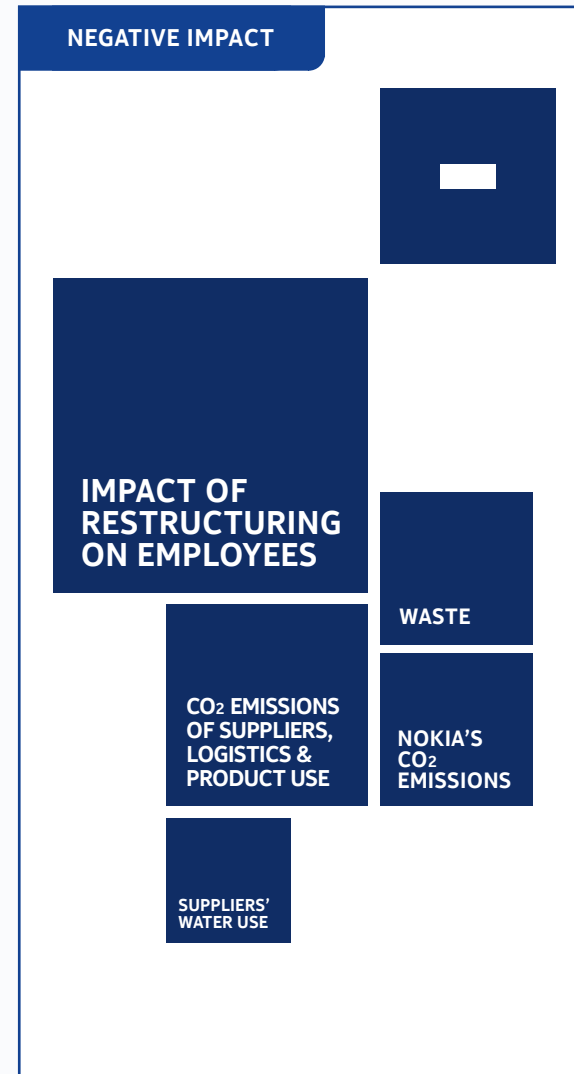 NEGATIVE IMPACT
IMPACT OF
RESTRUCTURING
ON EMPLOYEES
WASTE
CO2 EMISSIONS
OF SUPPLIERS,
LOGISTICS &
PRODUCT USE
NOKIA’S
CO2
EMISSIONS
SUPPLIERS’
WATER USE